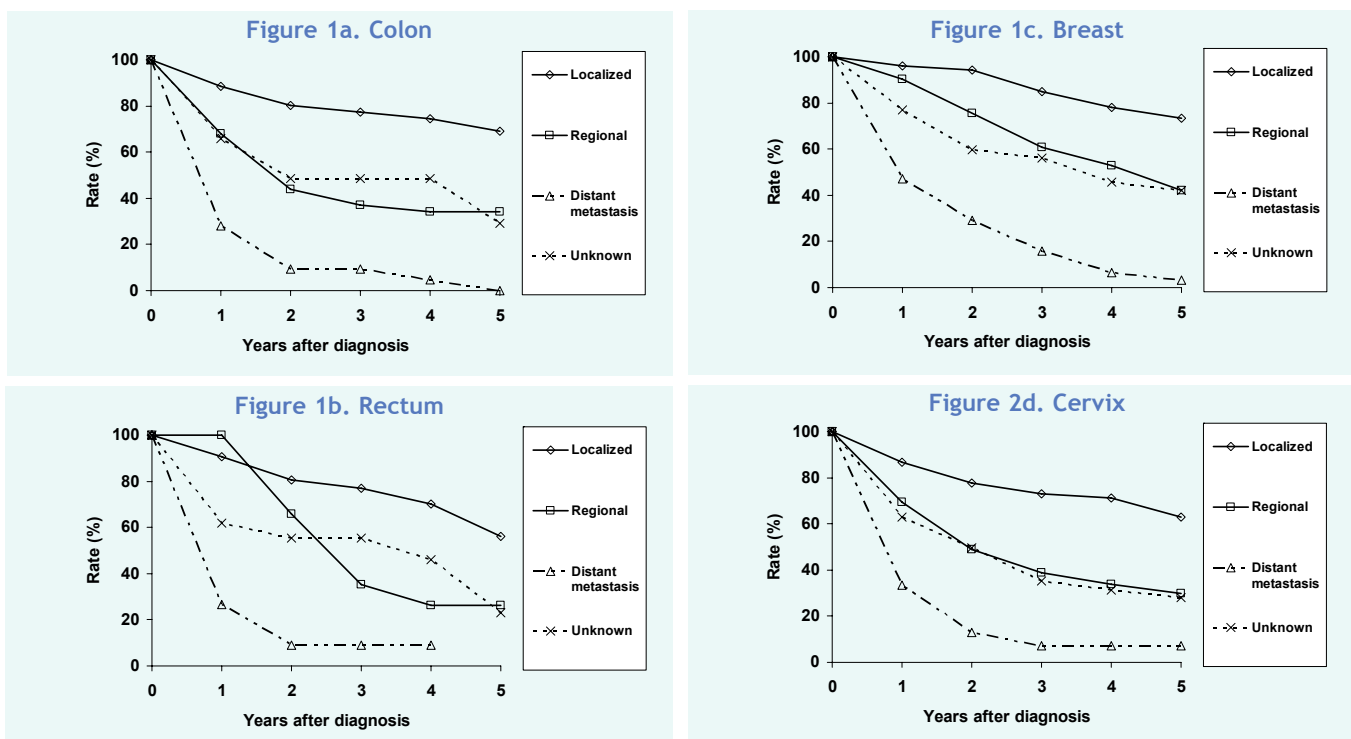 Figure 1a. Colon
Rate (%)
100
80
60
40
20
0
0 1 2 3 4 5
Years after diagnosis
Localized
Regional
Distant
metastasis
Unknown
Figure 1c. Breast
Rate (%)
100
80
60
40
20
0
0 1 2 3 4 5
Years after diagnosis
Localized
Regional
Distant
metastasis
Unknown
Figure 1b. Rectum
Rate (%)
100
80
60
40
20
0
0 1 2 3 4 5
Years after diagnosis
Localized
Regional
Distant
metastasis
Unknown
Figure 2d. Cervix
Rate (%)
100
80
60
40
20
0
0 1 2 3 4 5
Years after diagnosis
Localized
Regional
Distant
metastasis
Unknown